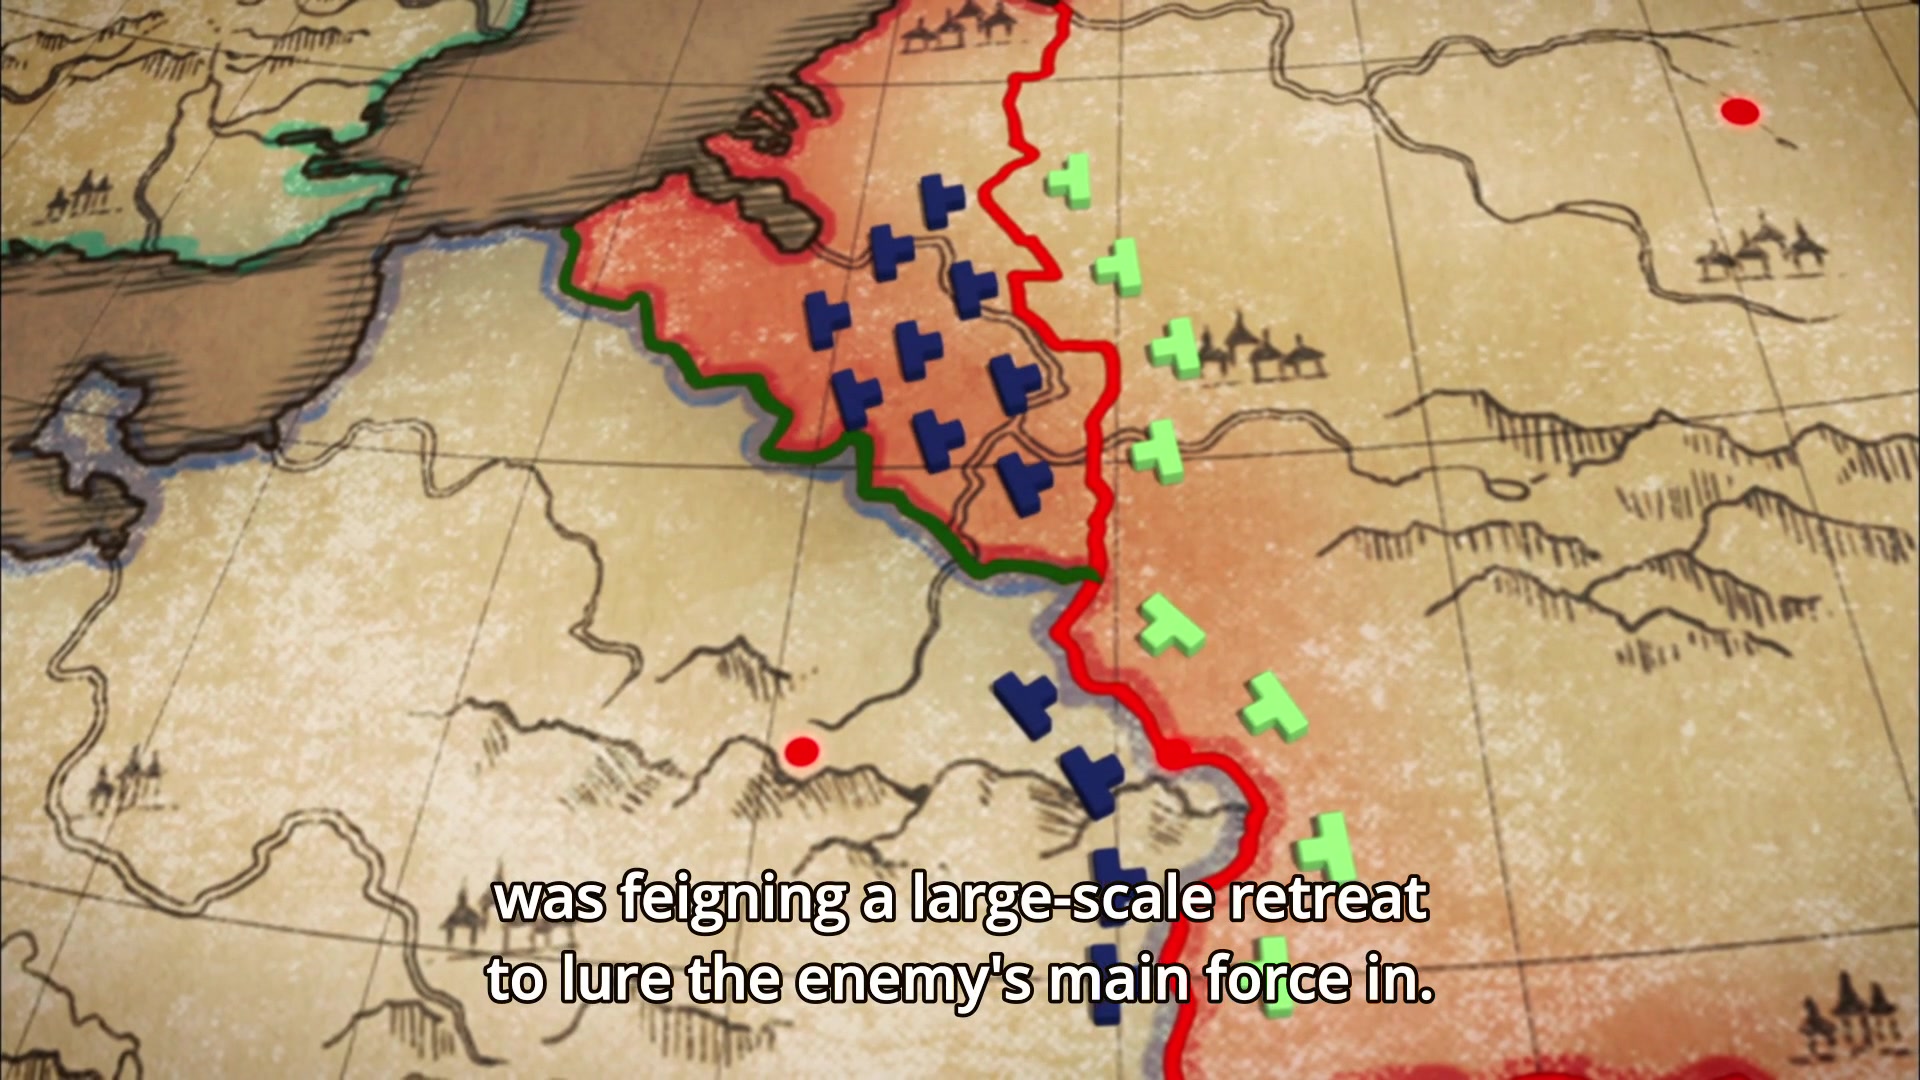 was feigning a large-scale retreat
to lure the enemy's main force in.